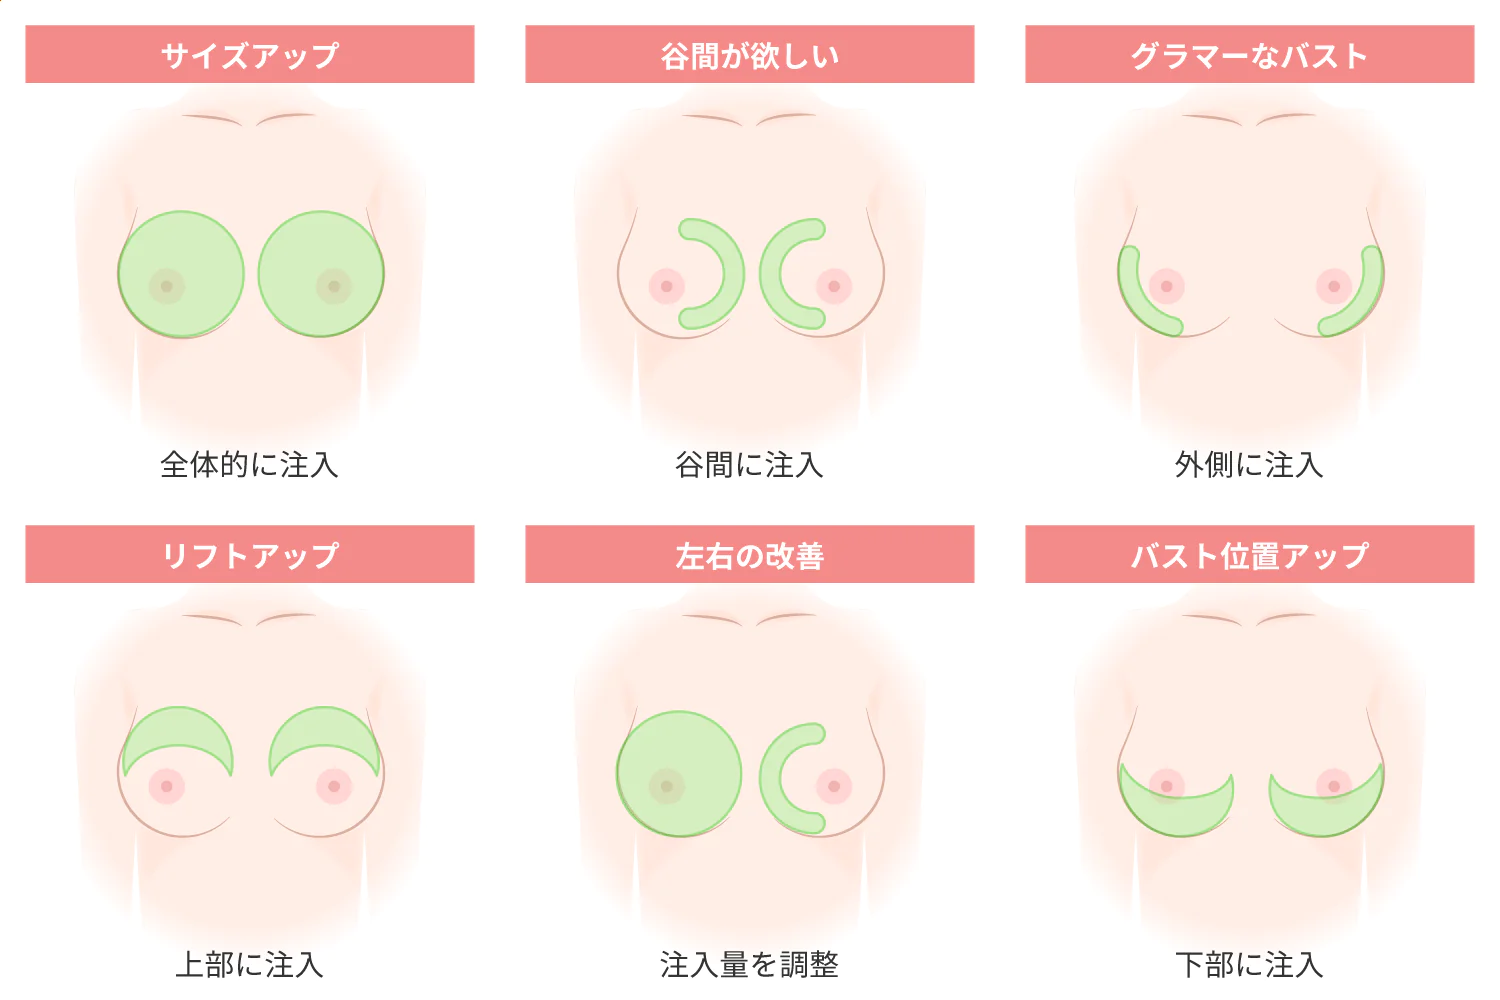 サイズアップ
谷間が欲しい
グラマーなバスト
全体的に注入
谷間に注入
外側に注入
リフトアップ
左右の改善
バスト位置アップ
上部に注入
注入量を調整
下部に注入